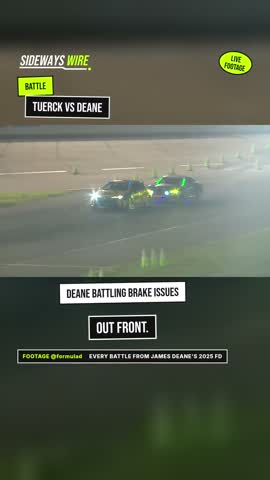 SIDEWAYS WIRE.
LIVE
FOOTAGE
BATTLE
TUERCK VS DEANE
DEANE BATTLING BRAKE ISSUES
OUT FRONT.
FOOTAGE @formulad EVERY BATTLE FROM JAMES DEANE'S 2025 FD